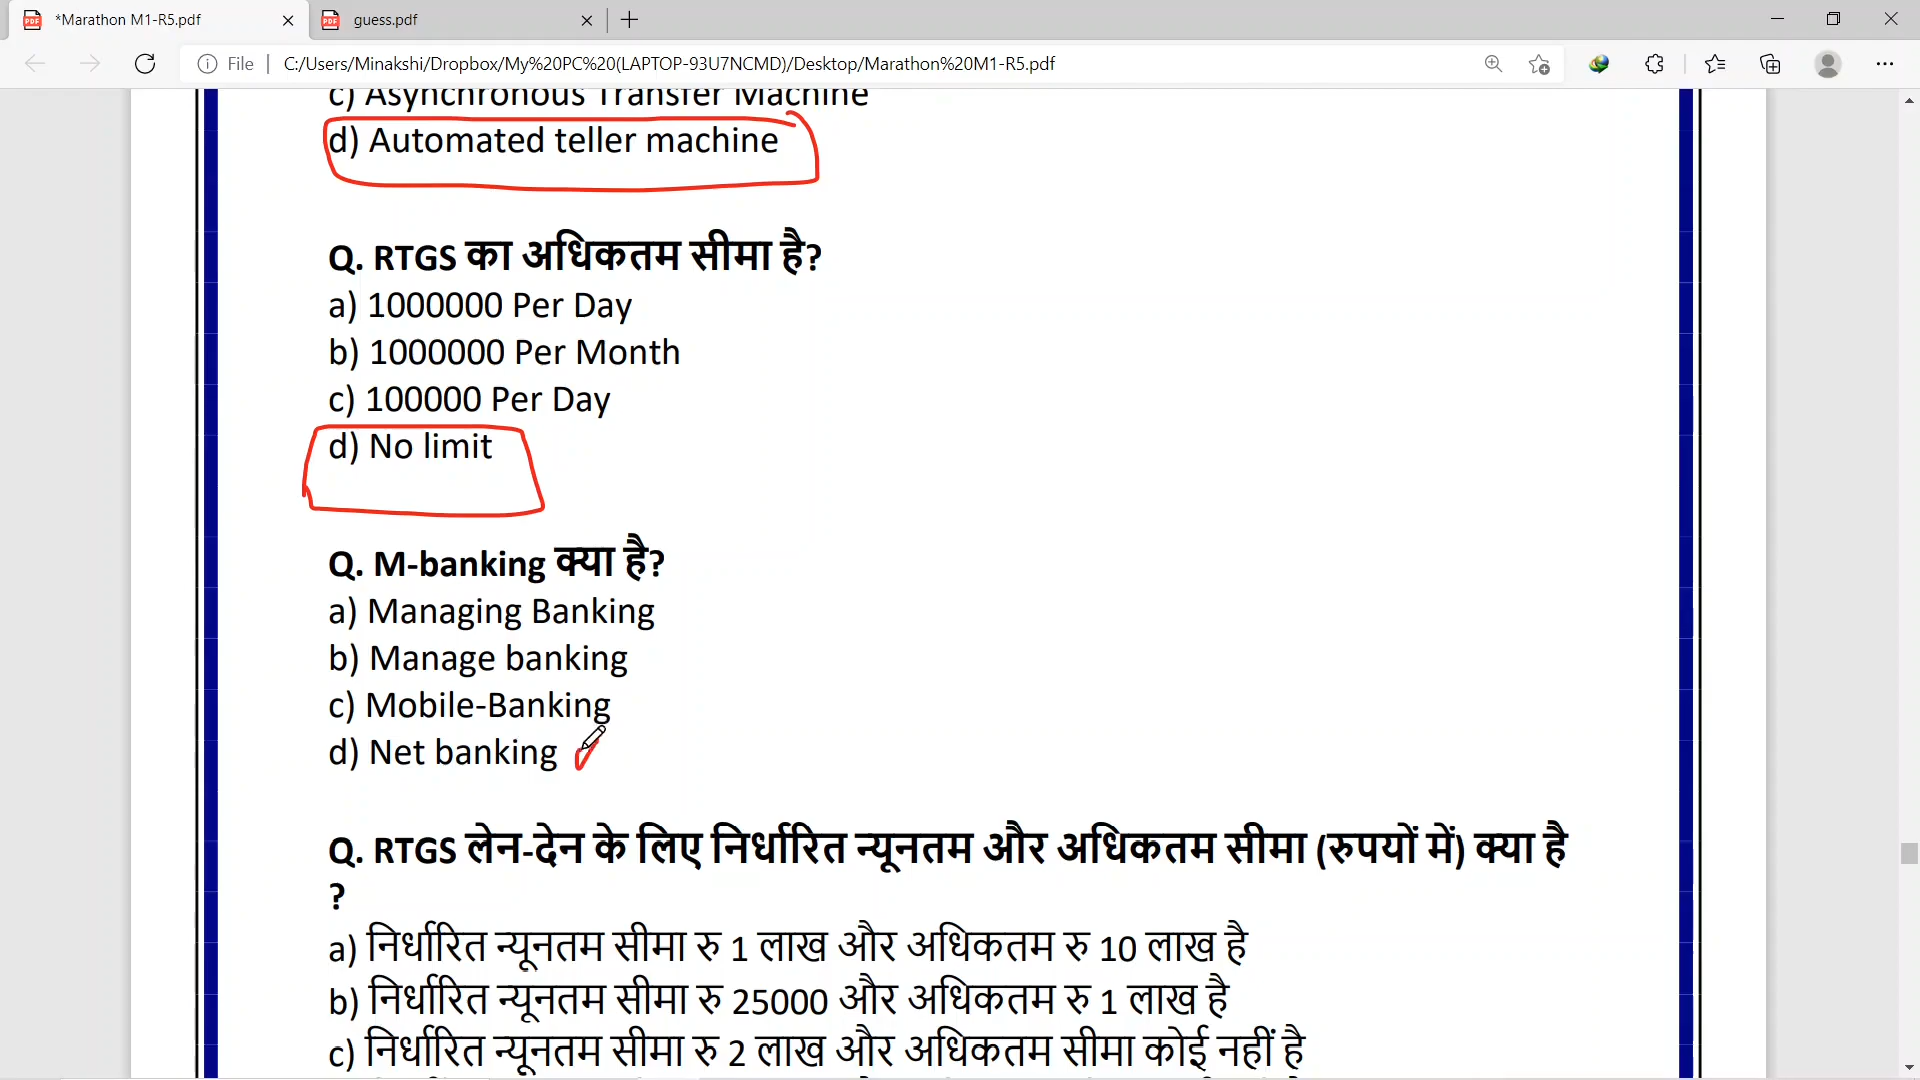 *Marathon M1-R5.pdf
guess.pdf
File
C:/Users/Minakshi/Dropbox/My%20PC%20(LAPTOP-93U7NCMD)/Desktop/Marathon%20M1-R5.pdf
c) Asynchronous Transfer Machine
d) Automated teller machine
Q. RTGS का अधिकतम सीमा है?
a) 1000000 Per Day
b) 1000000 Per Month
c) 100000 Per Day
d) No limit
Q. M-banking क्या है?
a) Managing Banking
b) Manage banking
c) Mobile-Banking
d) Net banking
Q. RTGS लेन-देन के लिए निर्धारित न्यूनतम और अधिकतम सीमा (रुपयों में) क्या है
?
a) निर्धारित न्यूनतम सीमा रु 1 लाख और अधिकतम रु 10 लाख है
b) निर्धारित न्यूनतम सीमा रु 25000 और अधिकतम रु 1 लाख है
c) निर्धारित न्यूनतम सीमा रु 2 लाख और अधिकतम सीमा कोई नहीं है